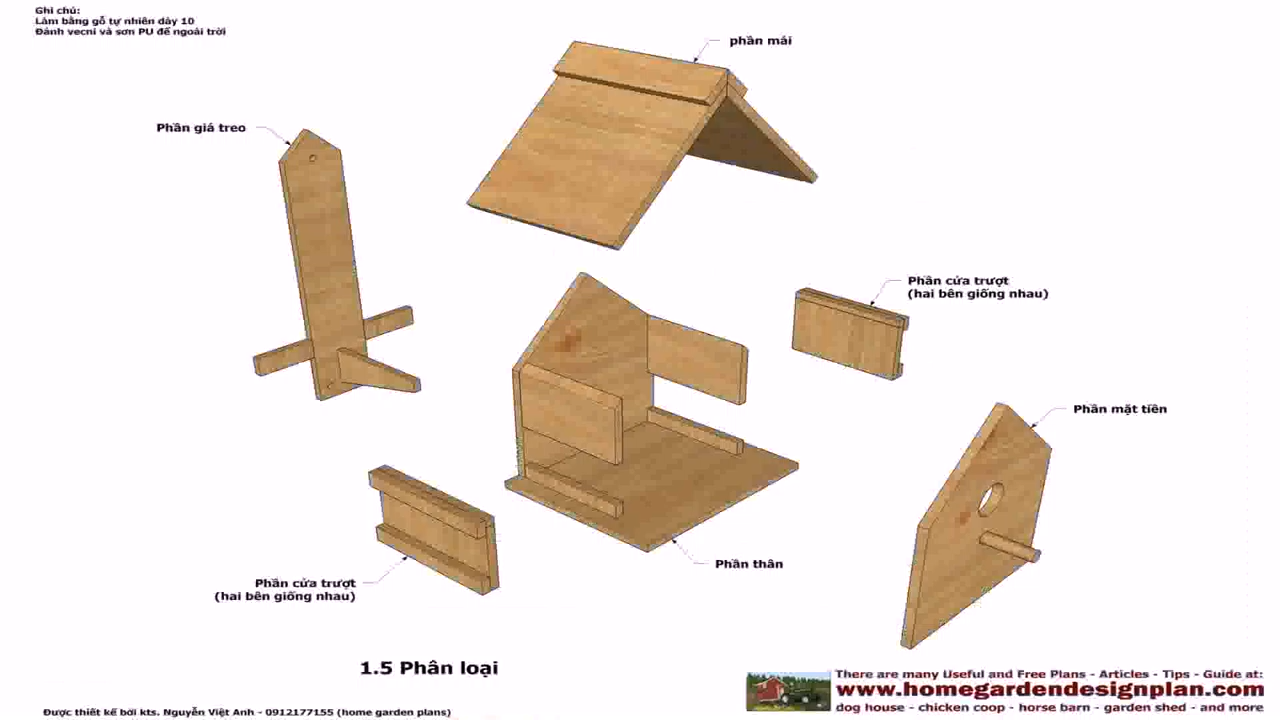 Ghi chú:
Làm bằng gỗ tự nhiên dày 10
Đánh vecni và sơn PU để ngoài trời
phần mái
Phần giá treo
Phần cửa trượt
(hai bên giống nhau)
Phần mặt tiền
Phần thân
Phần cửa trượt
(hai bên giống nhau)
1.5 Phân loại
There are many Useful and Free Plans - Articles - Tips - Guide at:
www.homegardendesignplan.com
dog house - chicken coop - horse barn - garden shed - and more
Được thiết kế bởi kts. Nguyễn Việt Anh - 0912177155 (home garden plans)